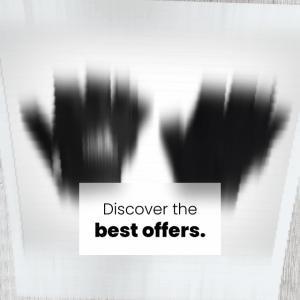 Discover the
best offers.